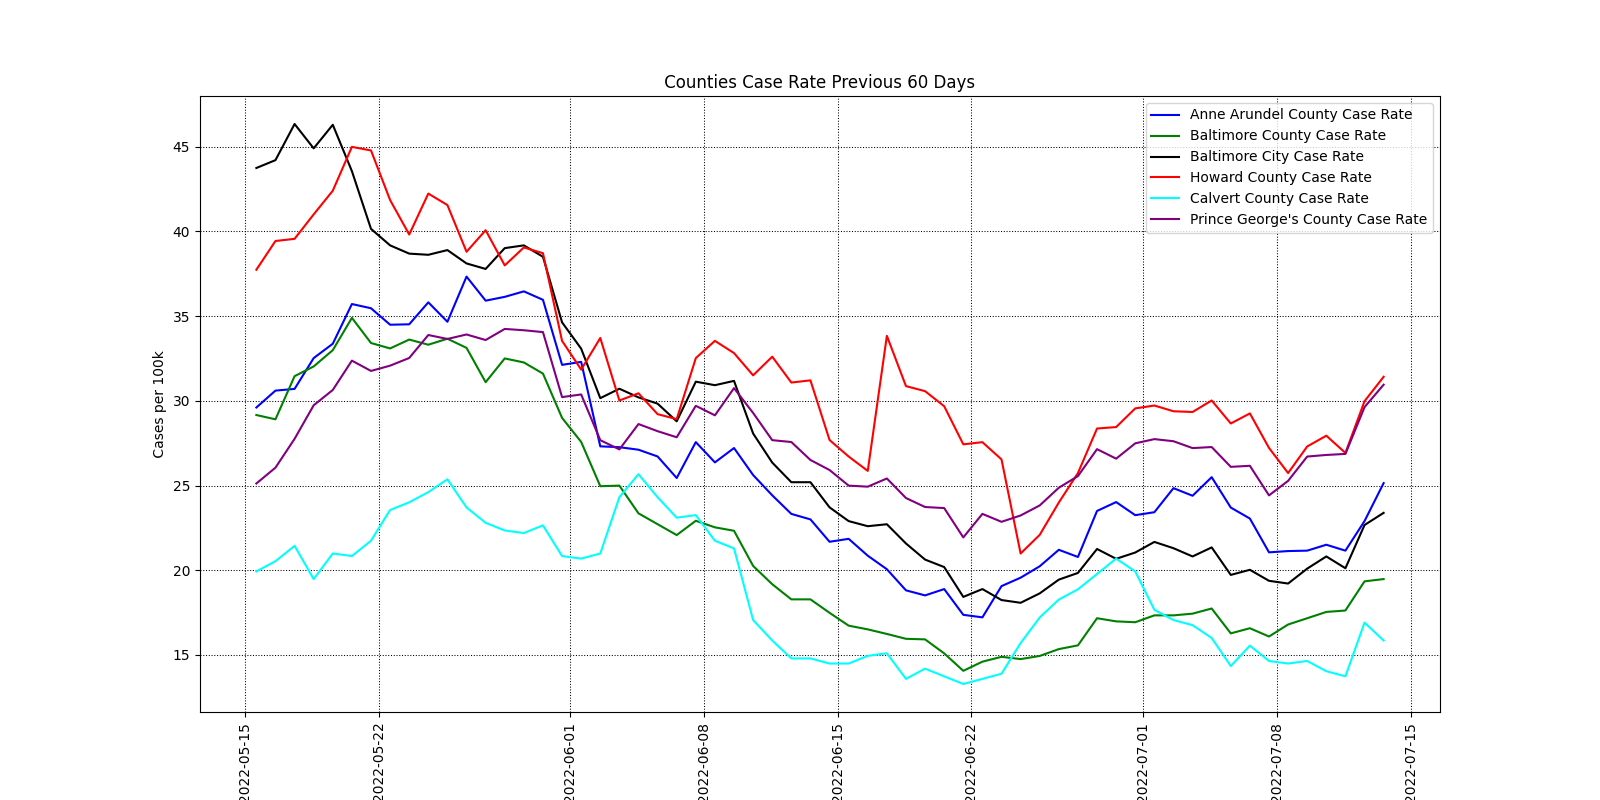 Counties Case Rate Previous 60 Days
Anne Arundel County Case Rate
Baltimore County Case Rate
Baltimore City Case Rate
Howard County Case Rate
Calvert County Case Rate
Prince George's County Case Rate
Cases per 100k
45
40
35
30
25
20
15
2022-05-15
2022-05-22
2022-06-01
2022-06-08
2022-06-15
2022-06-22
2022-07-01
2022-07-08
2022-07-15